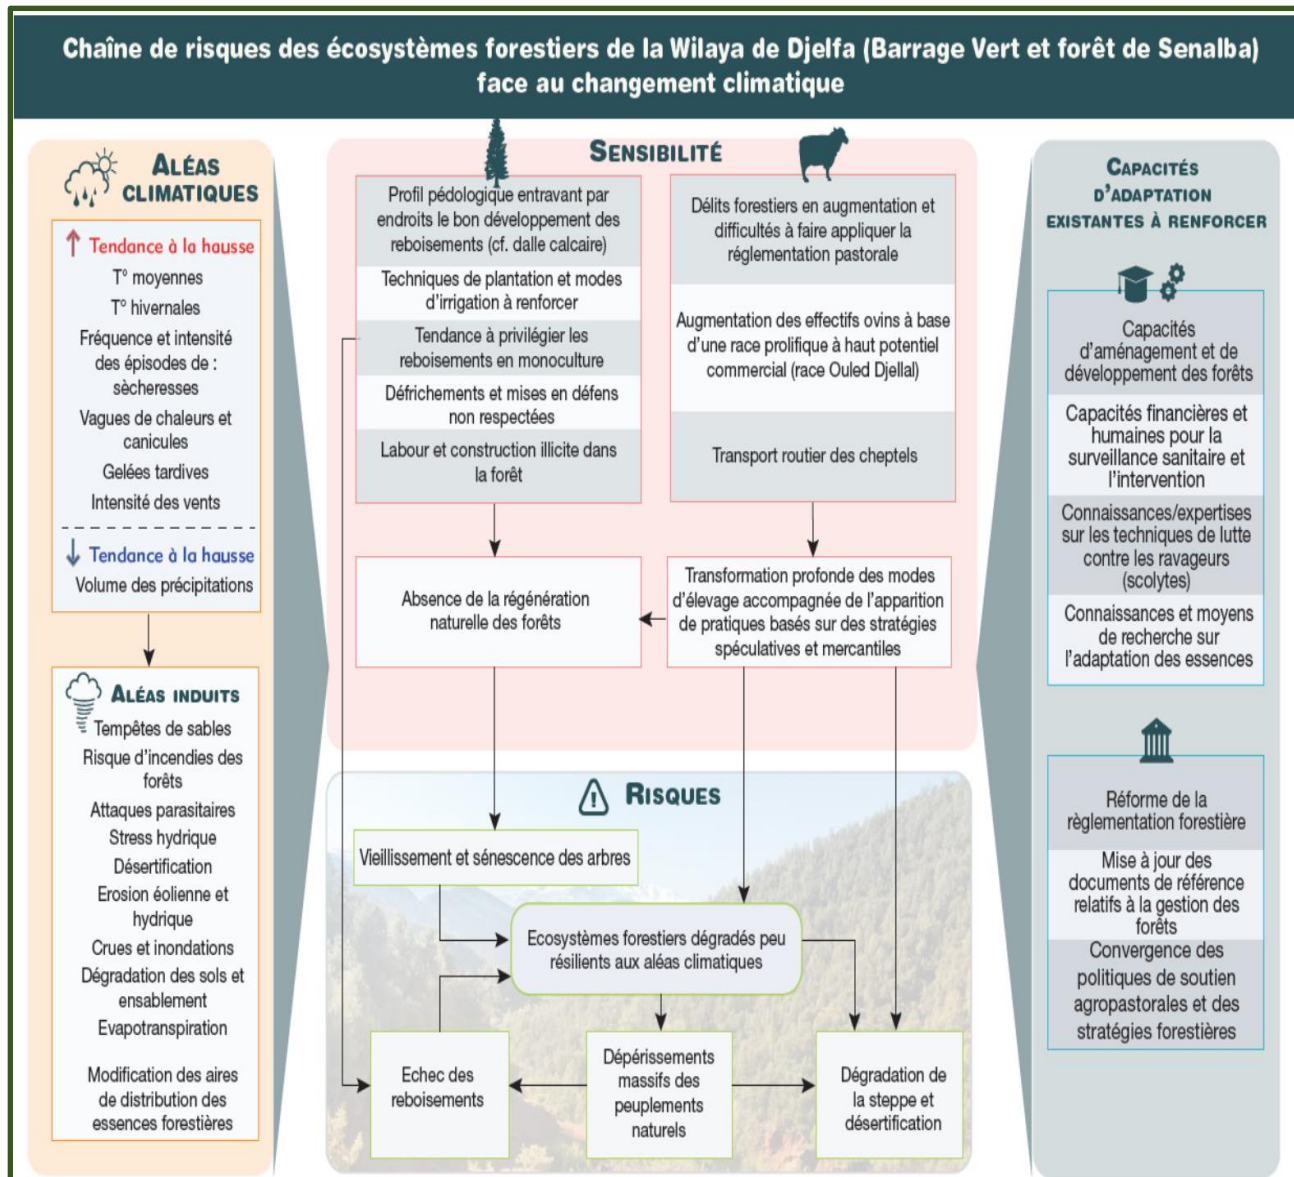 Chaîne de risques des écosystèmes forestiers de la Wilaya de Djelfa (Barrage Vert et forêt de Senalba)
face au changement climatique
ALÉAS
CLIMATIQUES
Tendance à la hausse
T° moyennes
T° hivernales
Fréquence et intensité
des épisodes de :
sècheresses
Vagues de chaleurs et
canicules
Gelées tardives
Intensité des vents
Tendance à la hausse
Volume des précipitations
ALÉAS INDUITS
Tempêtes de sables
Risque d'incendies des
forêts
Attaques parasitaires
Stress hydrique
Désertification
Erosion éolienne et
hydrique
Crues et inondations
Dégradation des sols et
ensablement
Evapotranspiration
Modification des aires
de distribution des
essences forestières
SENSIBILITÉ
Profil pédologique entravant par
endroits le bon développement des
reboisements (cf. dalle calcaire)
Techniques de plantation et modes
d'irrigation à renforcer
Tendance à privilégier les
reboisements en monoculture
Défrichements et mises en défens
non respectées
Labour et construction illicite dans
la forêt
Délits forestiers en augmentation et
difficultés à faire appliquer la
réglementation pastorale
Augmentation des effectifs ovins à base
d'une race prolifique à haut potentiel
commercial (race Ouled Djellal)
Transport routier des cheptels
Absence de la régénération
naturelle des forêts
Transformation profonde des modes
d'élevage accompagnée de l'apparition
de pratiques basés sur des stratégies
spéculatives et mercantiles
RISQUES
Vieillissement et sénescence des arbres
Ecosystèmes forestiers dégradés peu
résilients aux aléas climatiques
Echec des
reboisements
Dépérissements
massifs des
peuplements
naturels
Dégradation de
la steppe et
désertification
CAPACITÉS
D'ADAPTATION
EXISTANTES À RENFORCER
Capacités
d'aménagement et de
développement des forêts
Capacités financières et
humaines pour la
surveillance sanitaire et
l'intervention
Connaissances/expertises
sur les techniques de lutte
contre les ravageurs
(scolytes)
Connaissances et moyens
de recherche sur
l'adaptation des essences
Réforme de la
règlementation forestière
Mise à jour des
documents de référence
relatifs à la gestion des
forêts
Convergence des
politiques de soutien
agropastorales et des
stratégies forestières